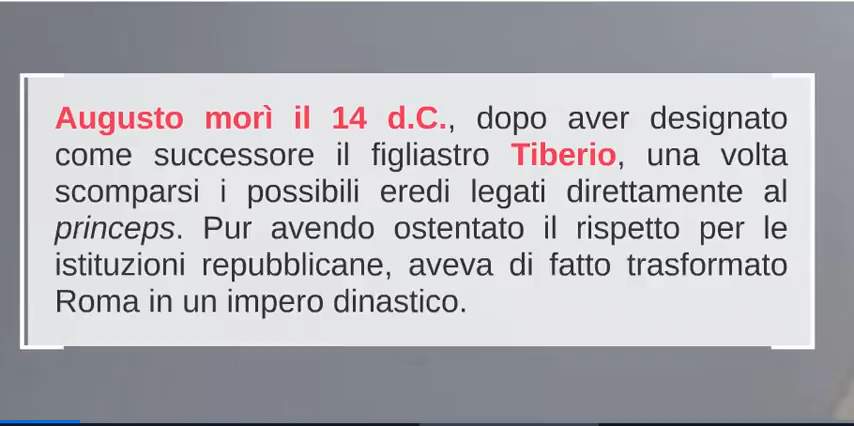 Augusto morì il 14 d.C., dopo aver designato
come successore il figliastro Tiberio, una volta
scomparsi i possibili eredi legati direttamente al
princeps. Pur avendo ostentato il rispetto per le
istituzioni repubblicane, aveva di fatto trasformato
Roma in un impero dinastico.